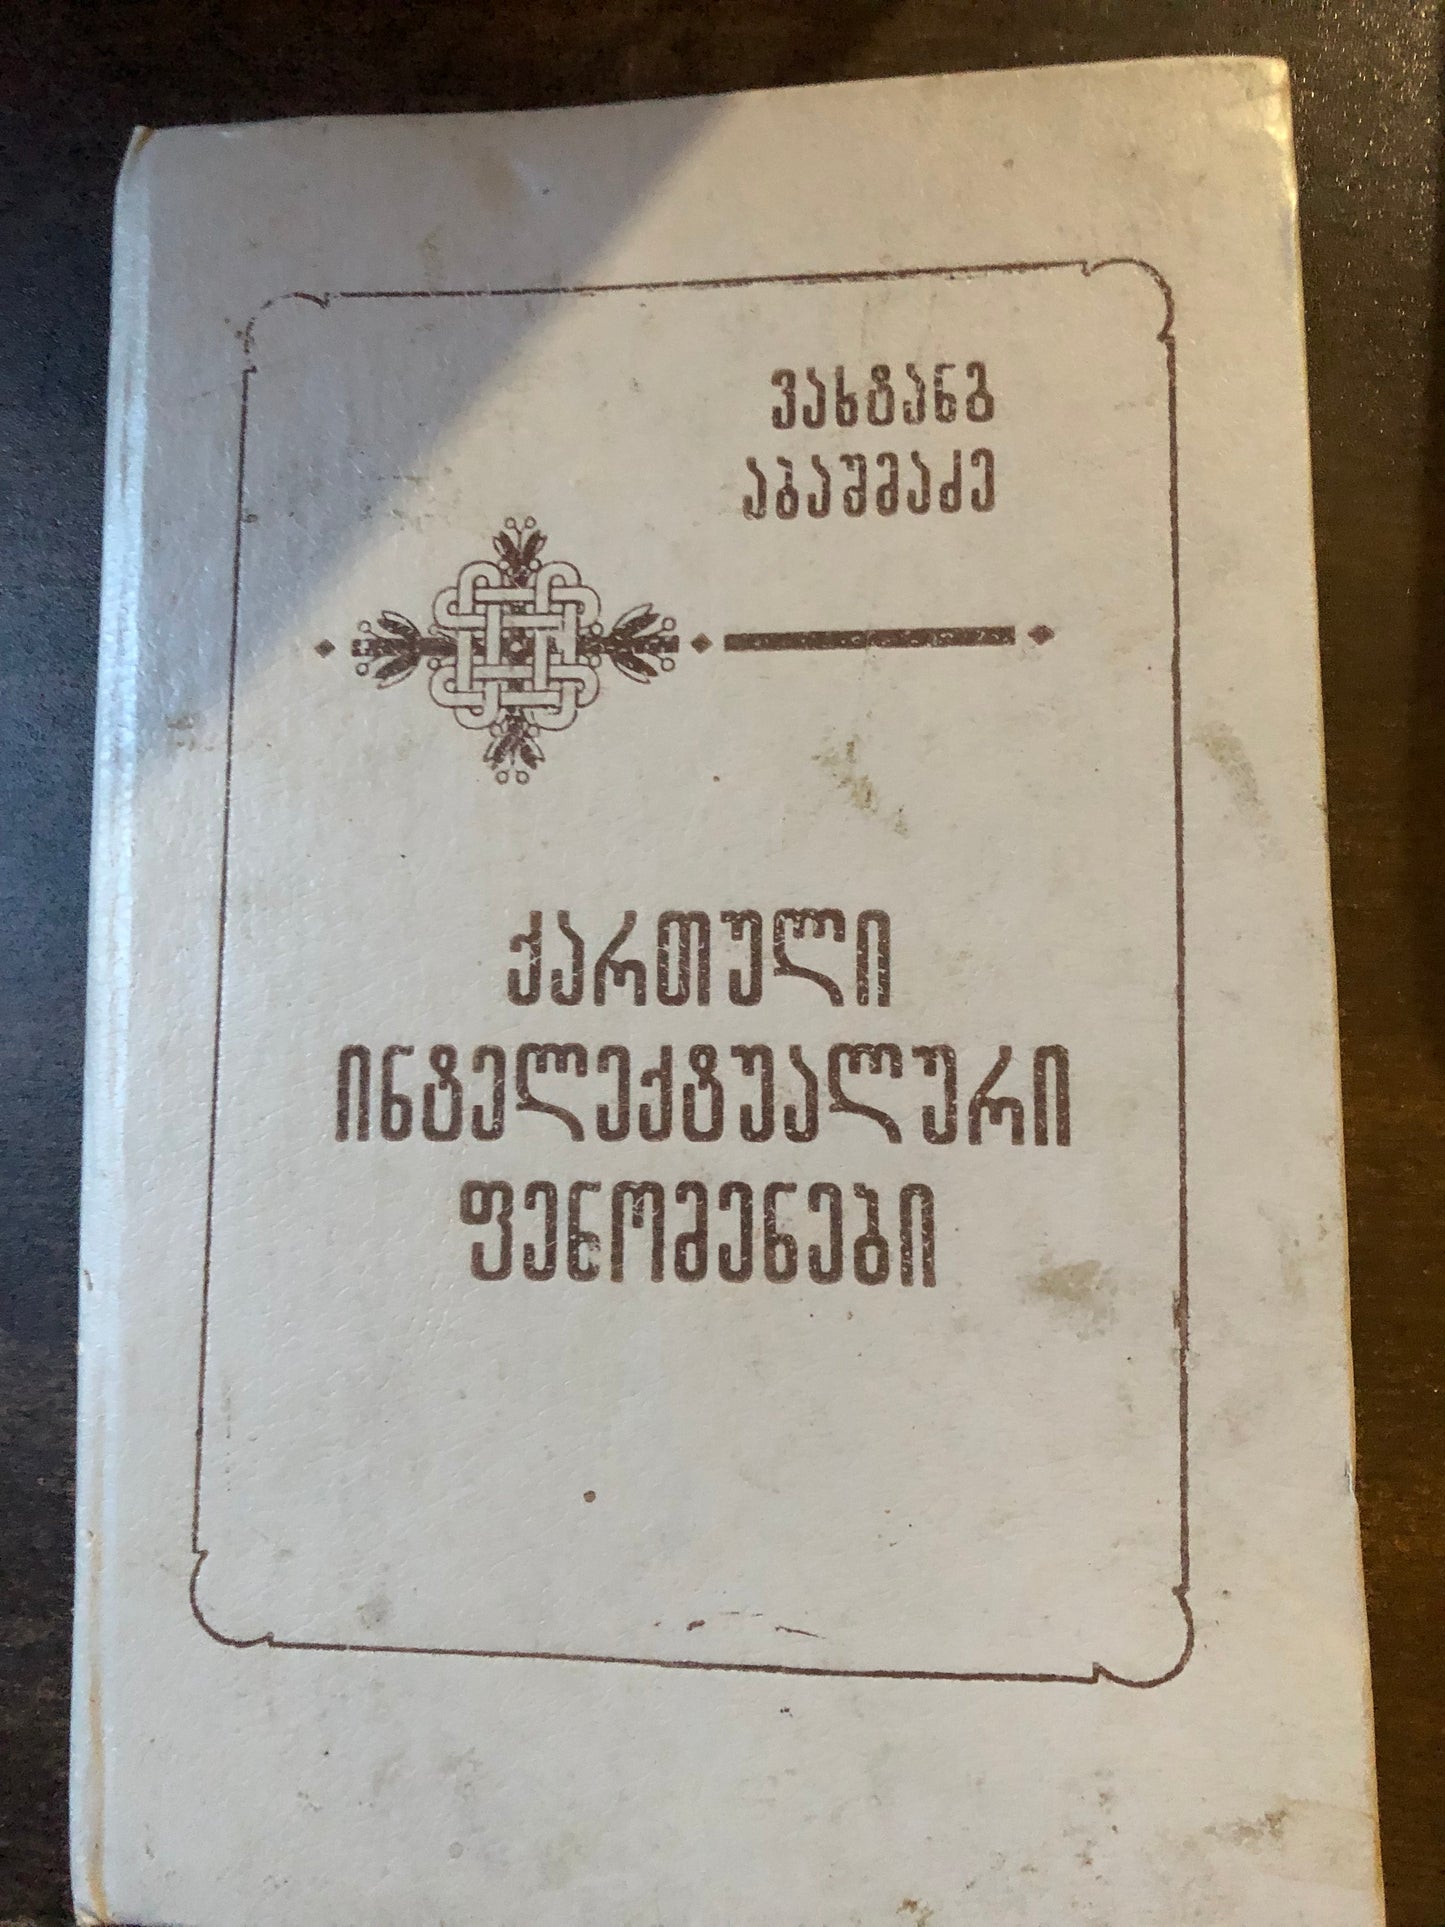 ვახტანგ
აბაშმაძე
ქართული
ინტელექტუალური
ფენომენები